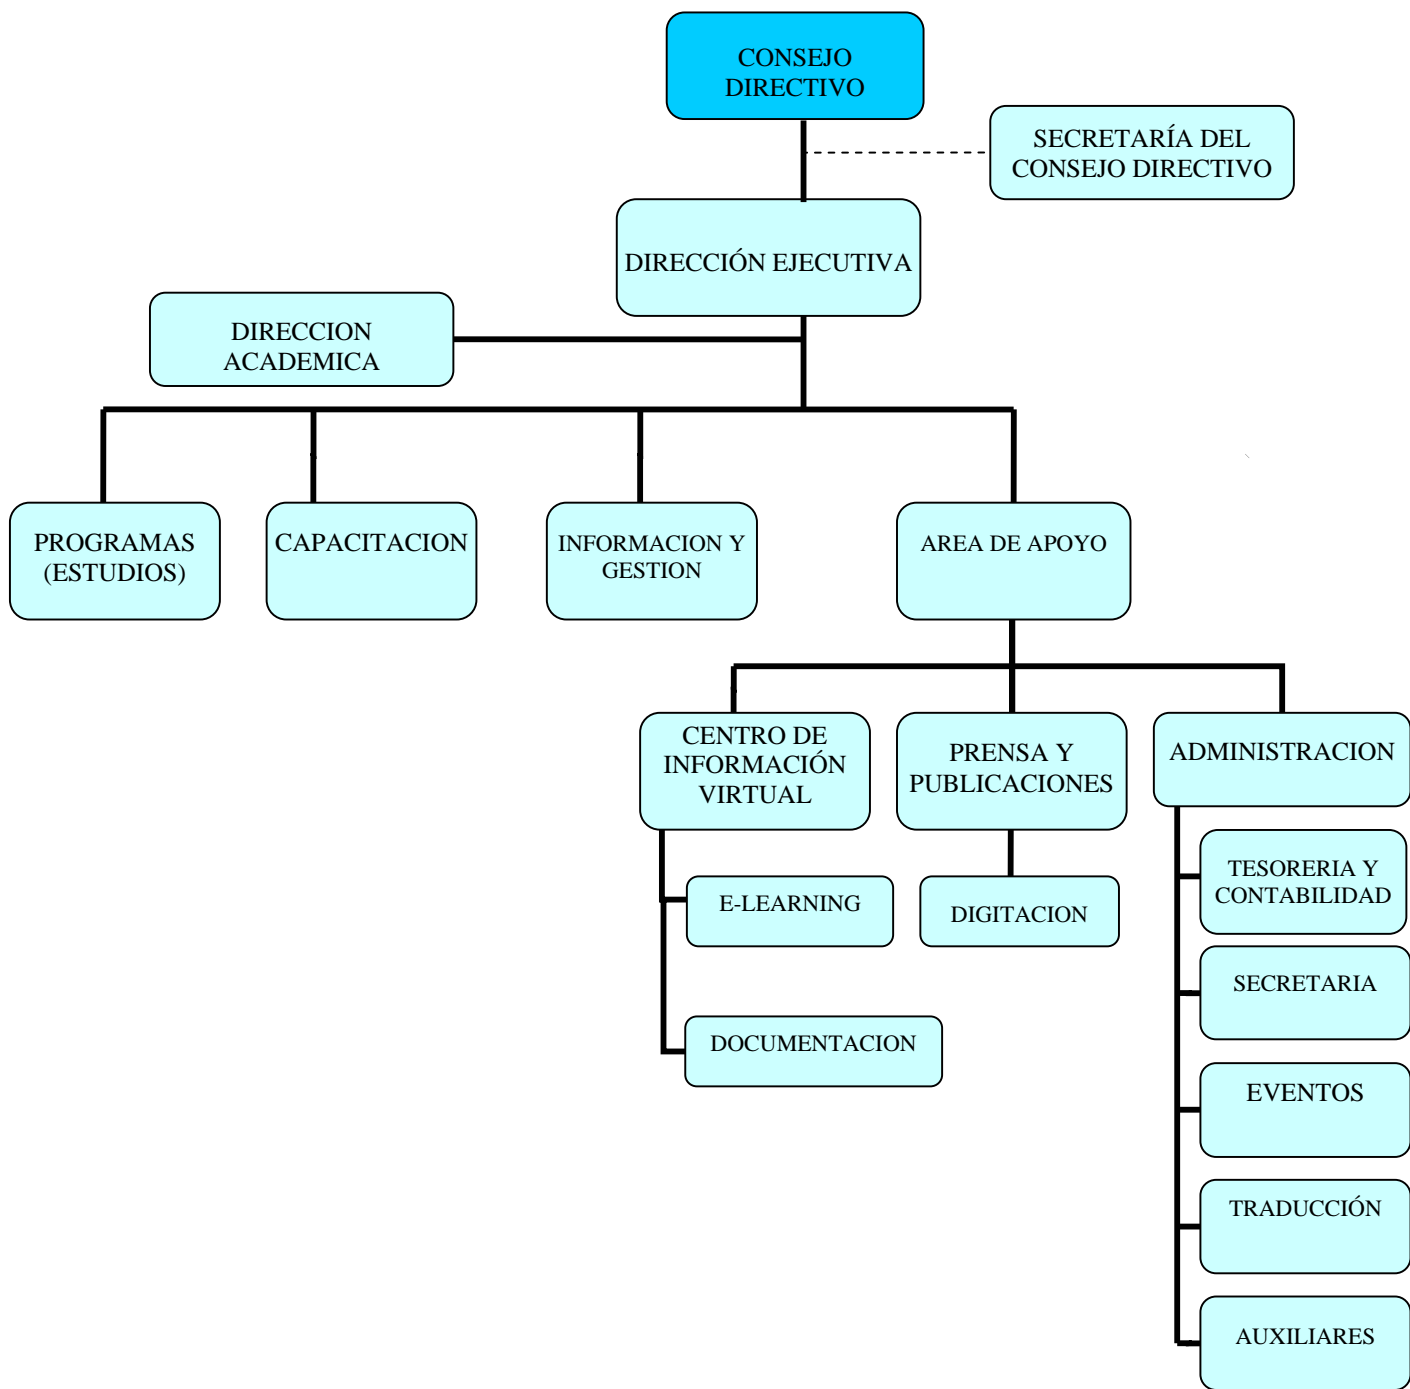 CONSEJO
DIRECTIVO
SECRETARÍA DEL
CONSEJO DIRECTIVO
DIRECCIÓN EJECUTIVA
DIRECCION
ACADEMICA
PROGRAMAS
(ESTUDIOS)
CAPACITACION
INFORMACION Y
GESTION
AREA DE APOYO
CENTRO DE
INFORMACIÓN
VIRTUAL
PRENSA Y
PUBLICACIONES
ADMINISTRACION
E-LEARNING
DOCUMENTACION
DIGITACION
TESORERIA Y
CONTABILIDAD
SECRETARIA
EVENTOS
TRADUCCIÓN
AUXILIARES